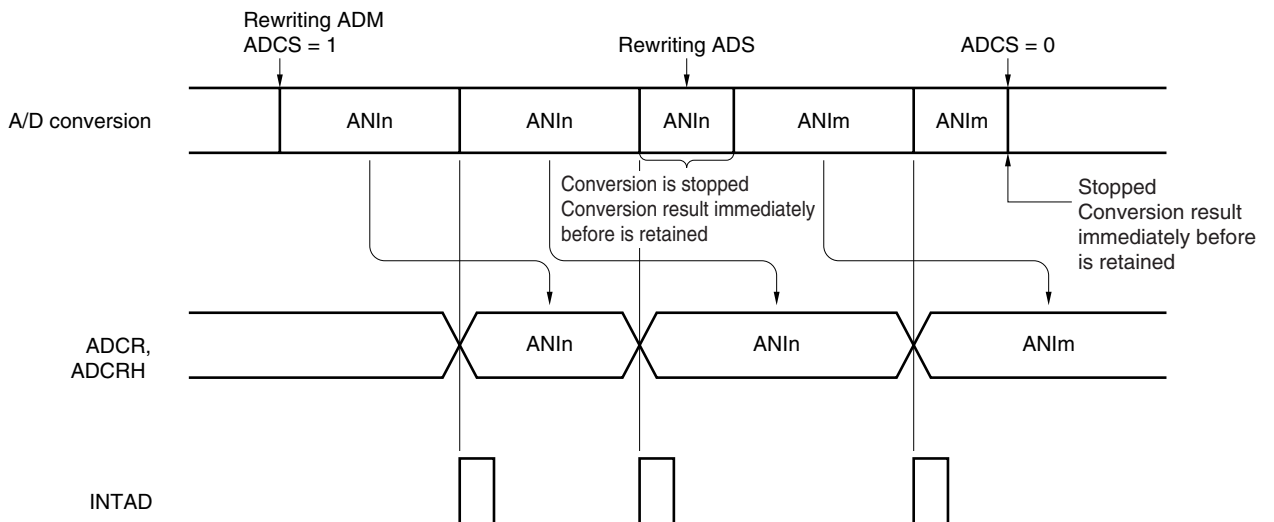 Rewriting ADM
ADCS = 1
Rewriting ADS
ADCS = 0
A/D conversion
ANIn
ANIn
ANIn
ANIm
ANIm
Conversion is stopped
Conversion result immediately
before is retained
Stopped
Conversion result
immediately before
is retained
ADCR,
ADCRH
ANIn
ANIn
ANIm
INTAD